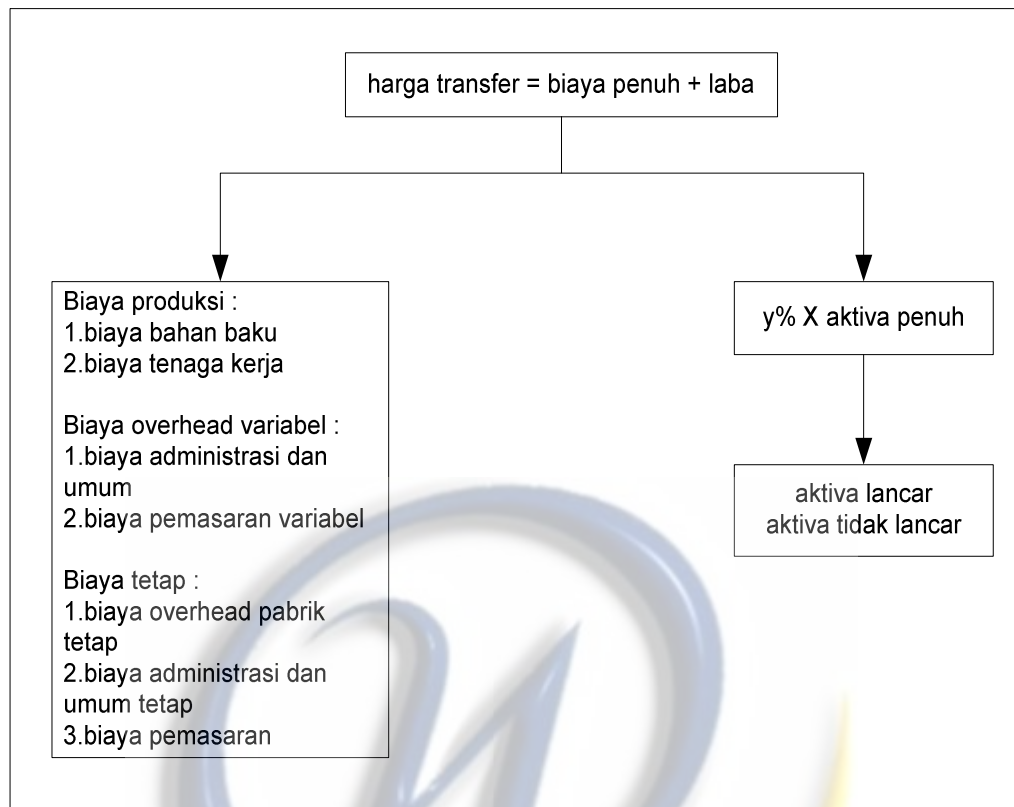 harga transfer = biaya penuh + laba
Biaya produksi :
1.biaya bahan baku
2.biaya tenaga kerja
Biaya overhead variabel :
1.biaya administrasi dan
umum
2.biaya pemasaran variabel
Biaya tetap :
1.biaya overhead pabrik
tetap
2.biaya administrasi dan
umum tetap
3.biaya pemasaran
y% X aktiva penuh
aktiva lancar
aktiva tidak lancar